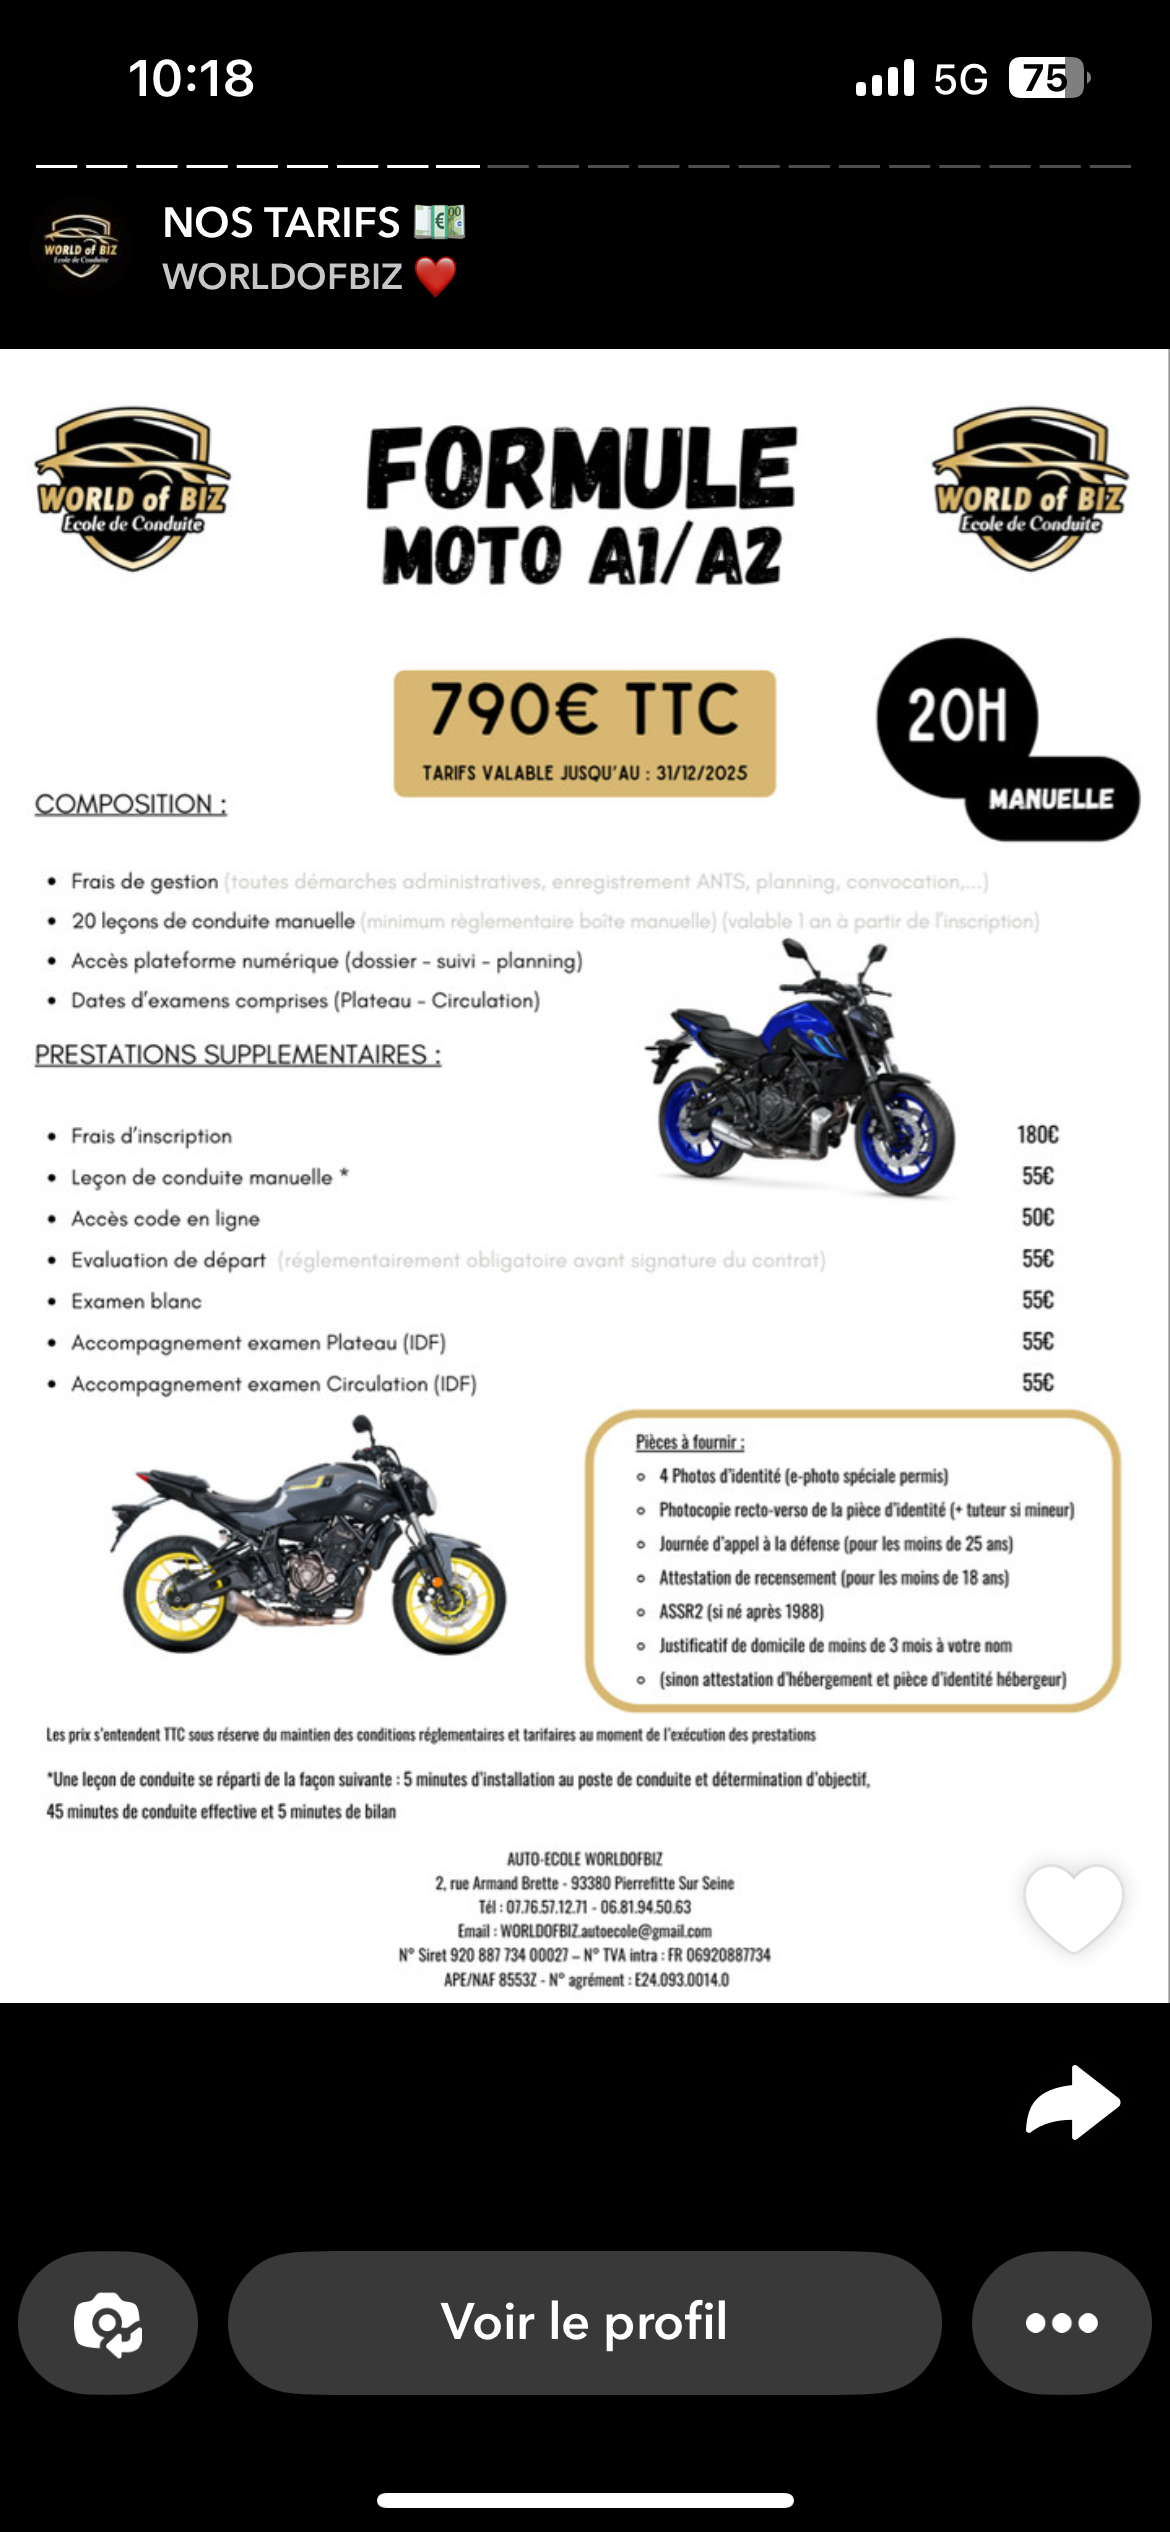 10:18
5G 75
NOS TARIFS 💶
WORLDOFBIZ ❤️
WORLD of BIZ
Ecole de Conduite
WORLD of BIZ
Ecole de Conduite
FORMULE
MOTO A1/A2
WORLD of BIZ
Ecole de Conduite
790€ TTC
TARIFS VALABLE JUSQU'AU : 31/12/2025
20H
MANUELLE
COMPOSITION :
• Frais de gestion (toutes démarches administratives, enregistrement ANTS, planning, convocation,...)
• 20 leçons de conduite manuelle (minimum règlementaire boîte manuelle) (valable 1 an à partir de l'inscription)
• Accès plateforme numérique (dossier - suivi - planning)
• Dates d'examens comprises (Plateau - Circulation)
PRESTATIONS SUPPLEMENTAIRES :
• Frais d'inscription 180€
• Leçon de conduite manuelle * 55€
• Accès code en ligne 50€
• Evaluation de départ (réglementairement obligatoire avant signature du contrat) 55€
• Examen blanc 55€
• Accompagnement examen Plateau (IDF) 55€
• Accompagnement examen Circulation (IDF) 55€
Pièces à fournir :
◦ 4 Photos d'identité (e-photo spéciale permis)
◦ Photocopie recto-verso de la pièce d'identité (+ tuteur si mineur)
◦ Journée d'appel à la défense (pour les moins de 25 ans)
◦ Attestation de recensement (pour les moins de 18 ans)
◦ ASSR2 (si né après 1988)
◦ Justificatif de domicile de moins de 3 mois à votre nom
◦ (sinon attestation d'hébergement et pièce d'identité hébergeur)
Les prix s'entendent TTC sous réserve du maintien des conditions réglementaires et tarifaires au moment de l'exécution des prestations
*Une leçon de conduite se réparti de la façon suivante : 5 minutes d'installation au poste de conduite et détermination d'objectif,
45 minutes de conduite effective et 5 minutes de bilan
AUTO-ECOLE WORLDOFBIZ
2, rue Armand Brette - 93380 Pierrefitte Sur Seine
Tél : 07.76.57.12.71 - 06.81.94.50.63
Email : WORLDOFBIZ.autoecole@gmail.com
N° Siret 920 887 734 00027 – N° TVA intra : FR 06920887734
APE/NAF 8553Z - N° agrément : E24.093.0014.0
Voir le profil